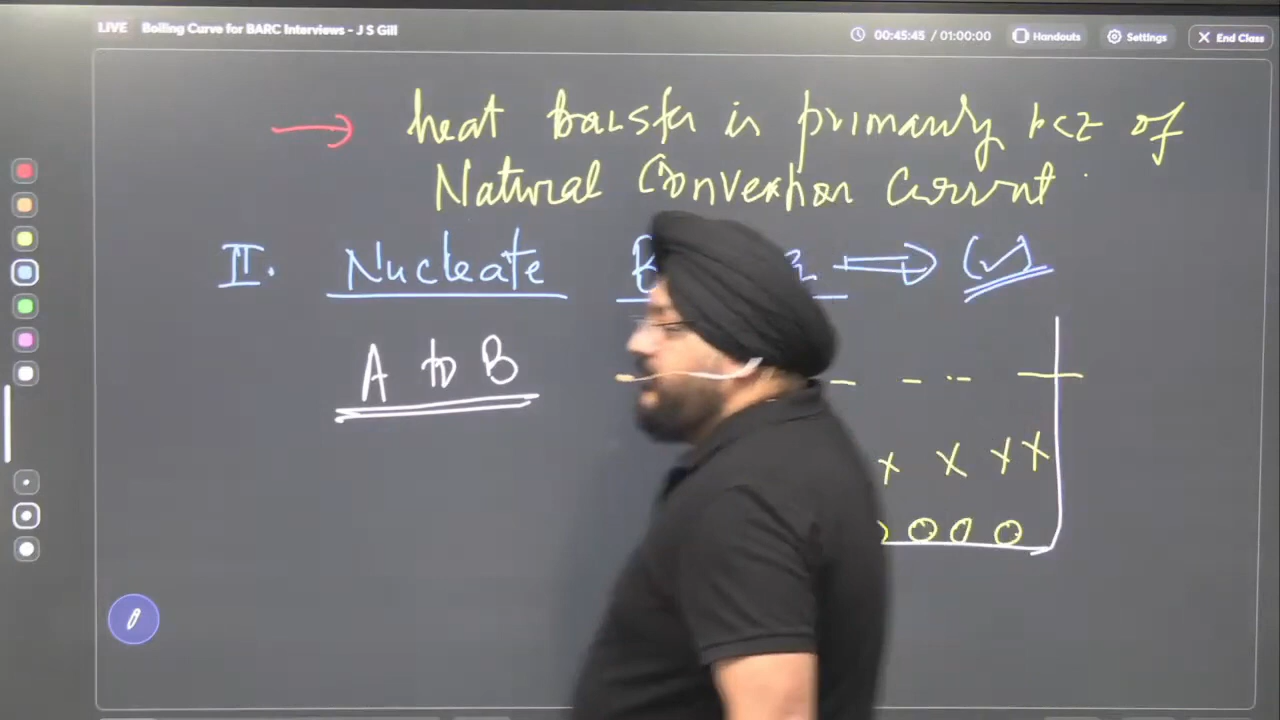 LIVE Boiling Curve for BARC Interviews - J S Gill 00:45:45 / 01:00:00 Handouts Settings End Class
→ heat transfer is primarily bcz of
Natural Convection Current
II. Nucleate ⟹ (✓)
A to B
x x x x